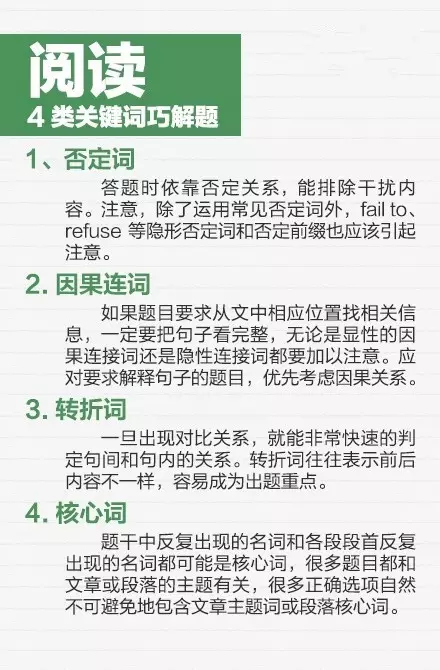 阅读
4类关键词巧解题
1、否定词
答题时依靠否定关系，能排除干扰内
容。注意，除了运用常见否定词外，fail to、
refuse 等隐形否定词和否定前缀也应该引起
注意。
2. 因果连词
如果题目要求从文中相应位置找相关信
息，一定要把句子看完整，无论是显性的因
果连接词还是隐性连接词都要加以注意。应
对要求解释句子的题目，优先考虑因果关系。
3. 转折词
一旦出现对比关系，就能非常快速的判
定句间和句内的关系。转折词往往表示前后
内容不一样，容易成为出题重点。
4. 核心词
题干中反复出现的名词和各段段首反复
出现的名词都可能是核心词，很多题目都和
文章或段落的主题有关，很多正确选项自然
不可避免地包含文章主题词或段落核心词。